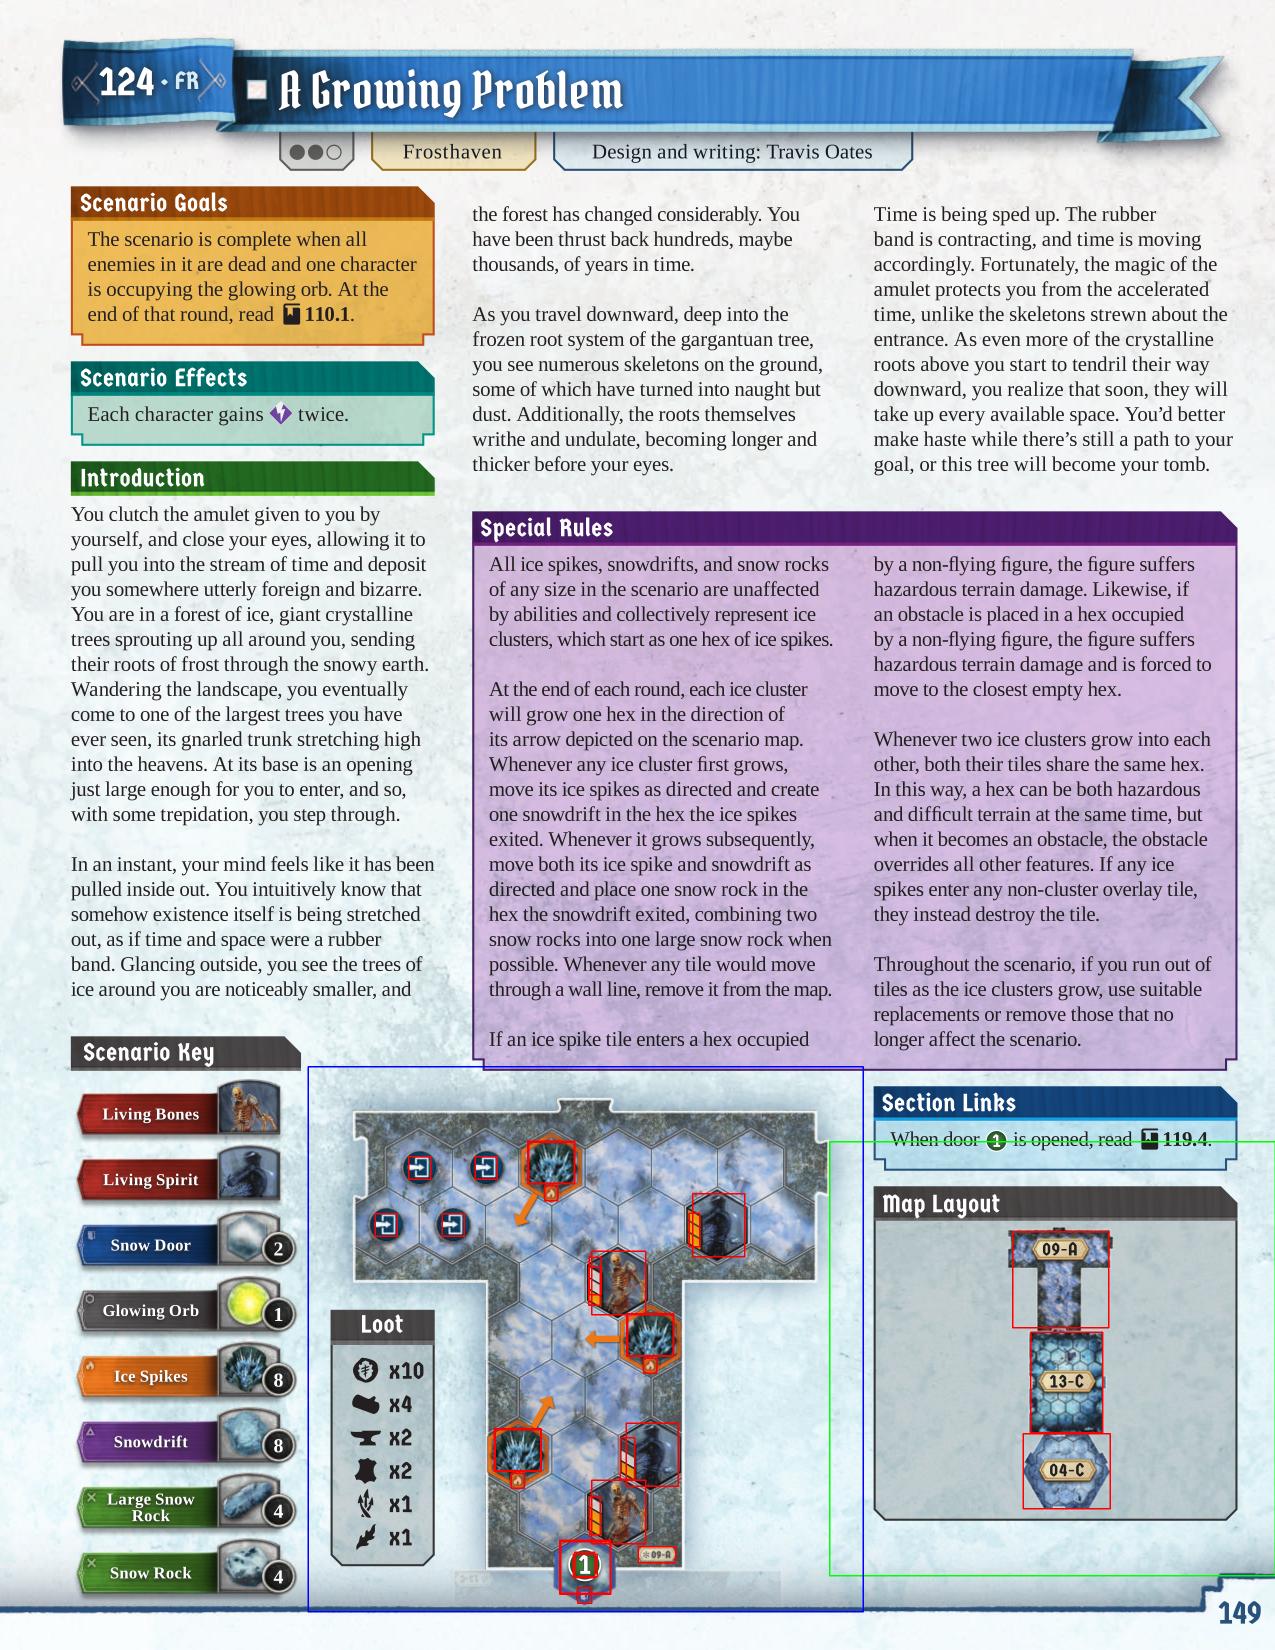 124 • FR
A Growing Problem
Frosthaven
Design and writing: Travis Oates
Scenario Goals
The scenario is complete when all
enemies in it are dead and one character
is occupying the glowing orb. At the
end of that round, read 110.1.
Scenario Effects
Each character gains twice.
Introduction
You clutch the amulet given to you by
yourself, and close your eyes, allowing it to
pull you into the stream of time and deposit
you somewhere utterly foreign and bizarre.
You are in a forest of ice, giant crystalline
trees sprouting up all around you, sending
their roots of frost through the snowy earth.
Wandering the landscape, you eventually
come to one of the largest trees you have
ever seen, its gnarled trunk stretching high
into the heavens. At its base is an opening
just large enough for you to enter, and so,
with some trepidation, you step through.
In an instant, your mind feels like it has been
pulled inside out. You intuitively know that
somehow existence itself is being stretched
out, as if time and space were a rubber
band. Glancing outside, you see the trees of
ice around you are noticeably smaller, and
the forest has changed considerably. You
have been thrust back hundreds, maybe
thousands, of years in time.
As you travel downward, deep into the
frozen root system of the gargantuan tree,
you see numerous skeletons on the ground,
some of which have turned into naught but
dust. Additionally, the roots themselves
writhe and undulate, becoming longer and
thicker before your eyes.
Time is being sped up. The rubber
band is contracting, and time is moving
accordingly. Fortunately, the magic of the
amulet protects you from the accelerated
time, unlike the skeletons strewn about the
entrance. As even more of the crystalline
roots above you start to tendril their way
downward, you realize that soon, they will
take up every available space. You'd better
make haste while there's still a path to your
goal, or this tree will become your tomb.
Special Rules
All ice spikes, snowdrifts, and snow rocks
of any size in the scenario are unaffected
by abilities and collectively represent ice
clusters, which start as one hex of ice spikes.
At the end of each round, each ice cluster
will grow one hex in the direction of
its arrow depicted on the scenario map.
Whenever any ice cluster first grows,
move its ice spikes as directed and create
one snowdrift in the hex the ice spikes
exited. Whenever it grows subsequently,
move both its ice spike and snowdrift as
directed and place one snow rock in the
hex the snowdrift exited, combining two
snow rocks into one large snow rock when
possible. Whenever any tile would move
through a wall line, remove it from the map.
If an ice spike tile enters a hex occupied
by a non-flying figure, the figure suffers
hazardous terrain damage. Likewise, if
an obstacle is placed in a hex occupied
by a non-flying figure, the figure suffers
hazardous terrain damage and is forced to
move to the closest empty hex.
Whenever two ice clusters grow into each
other, both their tiles share the same hex.
In this way, a hex can be both hazardous
and difficult terrain at the same time, but
when it becomes an obstacle, the obstacle
overrides all other features. If any ice
spikes enter any non-cluster overlay tile,
they instead destroy the tile.
Throughout the scenario, if you run out of
tiles as the ice clusters grow, use suitable
replacements or remove those that no
longer affect the scenario.
Scenario Key
Living Bones
Living Spirit
Snow Door 2
Glowing Orb 1
Ice Spikes 8
Snowdrift 8
Large Snow
Rock 4
Snow Rock 4
Loot
x10
x4
x2
x2
x1
x1
1
09-A
Section Links
When door 1 is opened, read 119.4.
Map Layout
09-A
13-C
04-C
149